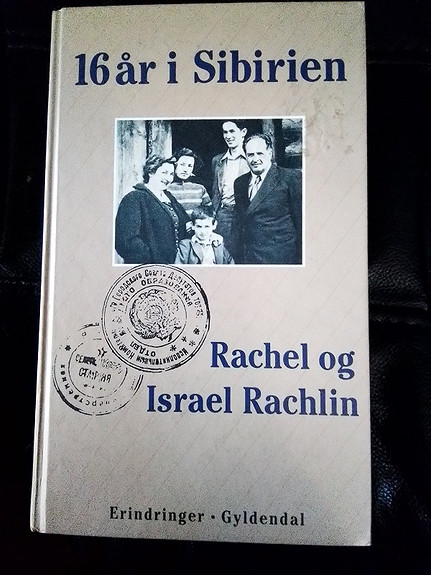 16 år i Sibirien
Rachel og
Israel Rachlin
Erindringer · Gyldendal